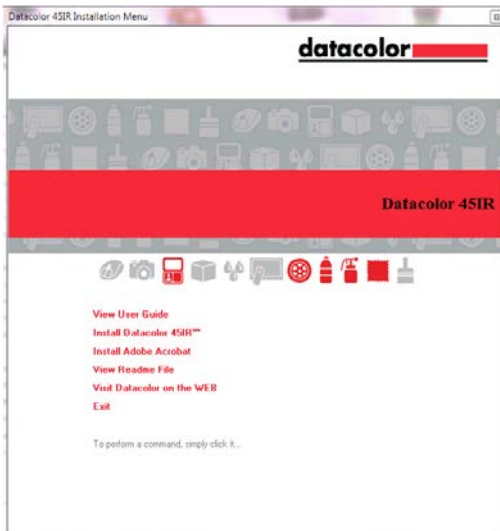 Datacolor 45IR Installation Menu
datacolor
Datacolor 45IR
View User Guide
Install Datacolor 45IR™
Install Adobe Acrobat
View Readme File
Visit Datacolor on the WEB
Exit
To perform a command, simply click it...